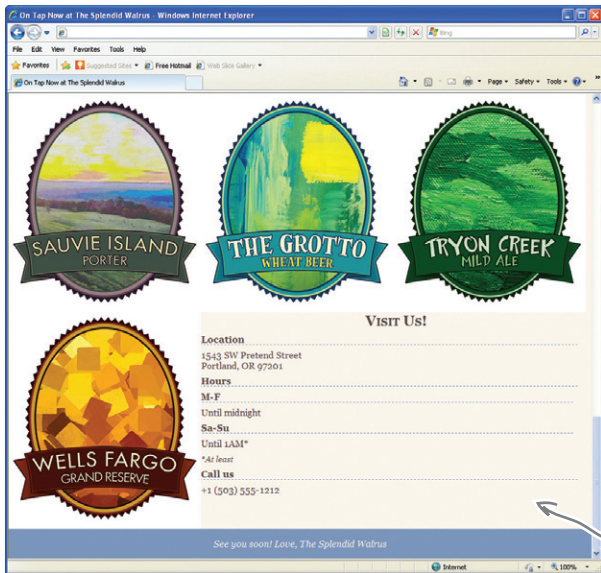 On Tap Now at The Splendid Walrus - Windows Internet Explorer
Bing
File Edit View Favorites Tools Help
Favorites Suggested Sites Free Hotmail Web Slice Gallery
On Tap Now at The Splendid Walrus
Page Safety Tools
SAUVIE ISLAND
PORTER
THE GROTTO
WHEAT BEER
TRYON CREEK
MILD ALE
WELLS FARGO
GRAND RESERVE
VISIT US!
Location
1543 SW Pretend Street
Portland, OR 97201
Hours
M-F
Until midnight
Sa-Su
Until 1AM*
*At least
Call us
+1 (503) 555-1212
See you soon! Love, The Splendid Walrus
Internet
100%